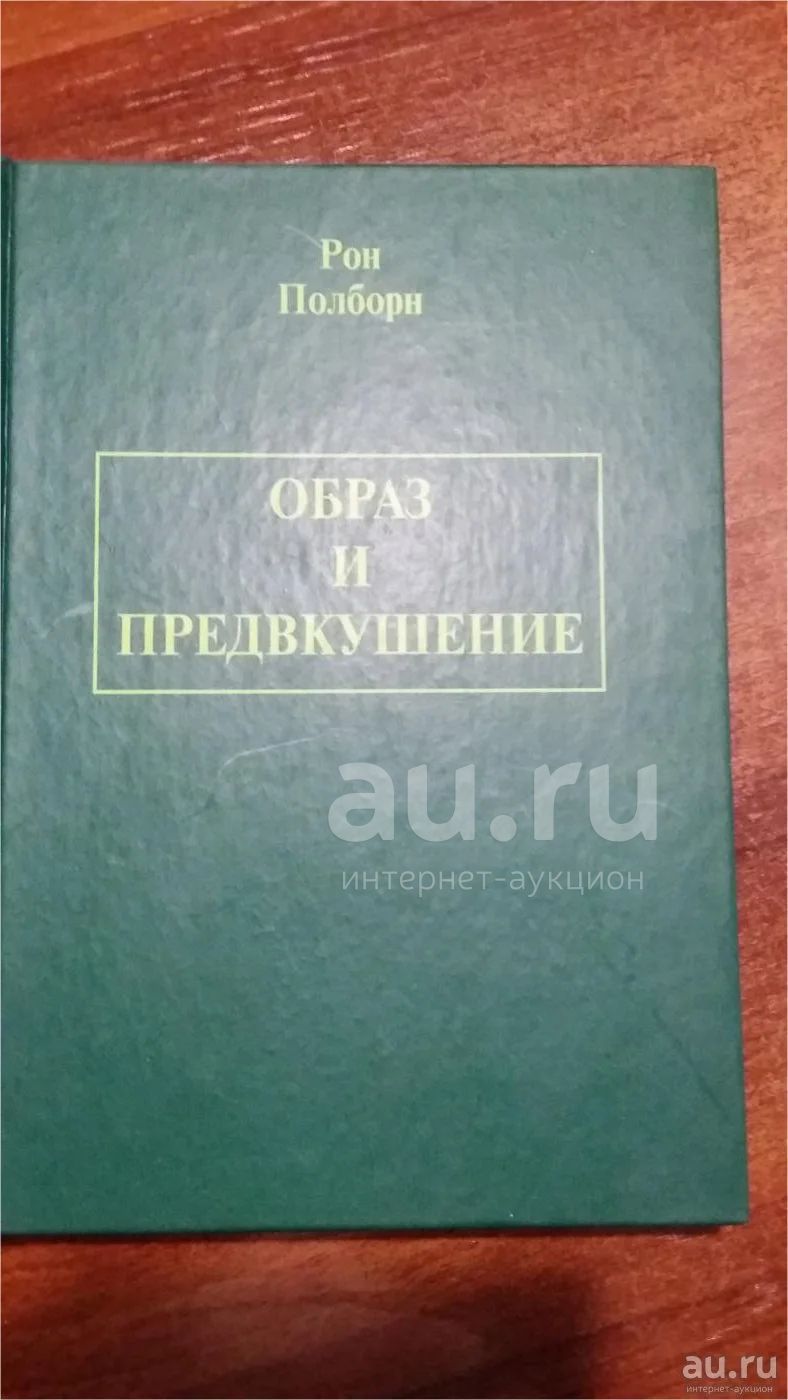 Рон
Полборн
ОБРАЗ
И
ПРЕДВКУШЕНИЕ
au.ru
интернет-аукцион
au.ru
интернет-аукцион